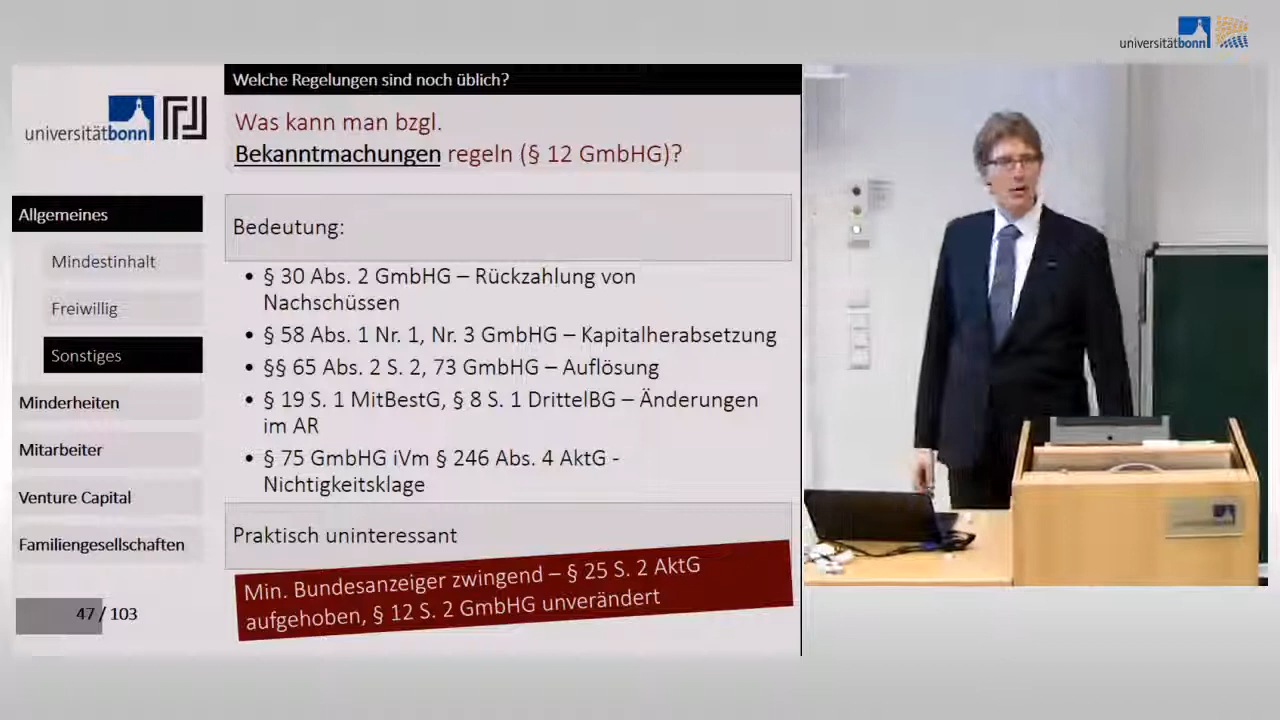 universitätbonn
universitätbonn
Welche Regelungen sind noch üblich?
Was kann man bzgl.
Bekanntmachungen regeln (§ 12 GmbHG)?
Allgemeines
Mindestinhalt
Freiwillig
Sonstiges
Minderheiten
Mitarbeiter
Venture Capital
Familiengesellschaften
47 / 103
Bedeutung:
• § 30 Abs. 2 GmbHG – Rückzahlung von
Nachschüssen
• § 58 Abs. 1 Nr. 1, Nr. 3 GmbHG – Kapitalherabsetzung
• §§ 65 Abs. 2 S. 2, 73 GmbHG – Auflösung
• § 19 S. 1 MitBestG, § 8 S. 1 DrittelBG – Änderungen
im AR
• § 75 GmbHG iVm § 246 Abs. 4 AktG -
Nichtigkeitsklage
Praktisch uninteressant
Min. Bundesanzeiger zwingend – § 25 S. 2 AktG
aufgehoben, § 12 S. 2 GmbHG unverändert